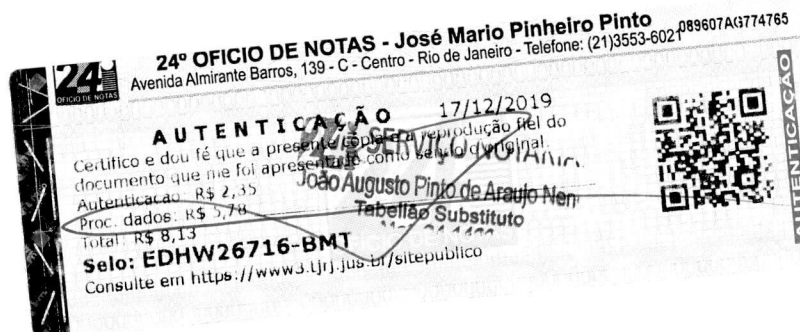 24º OFICIO DE NOTAS - José Mario Pinheiro Pinto
089607AG774765
Avenida Almirante Barros, 139 - C - Centro - Rio de Janeiro - Telefone: (21)3553-6021
24
OFICIO DE NOTAS
AUTENTICAÇÃO 17/12/2019
Certifico e dou fé que a presente cópia é a reprodução fiel do
documento que me foi apresentado como sendo o original.
Autenticação: R$ 2,35
Proc. dados: R$ 5,78
Total: R$ 8,13
Selo: EDHW26716-BMT
Consulte em https://www3.tjrj.jus.br/sitepublico
SERVIÇO
João Augusto Pinto de Araujo
Tabelião Substituto
AUTENTICAÇÃO